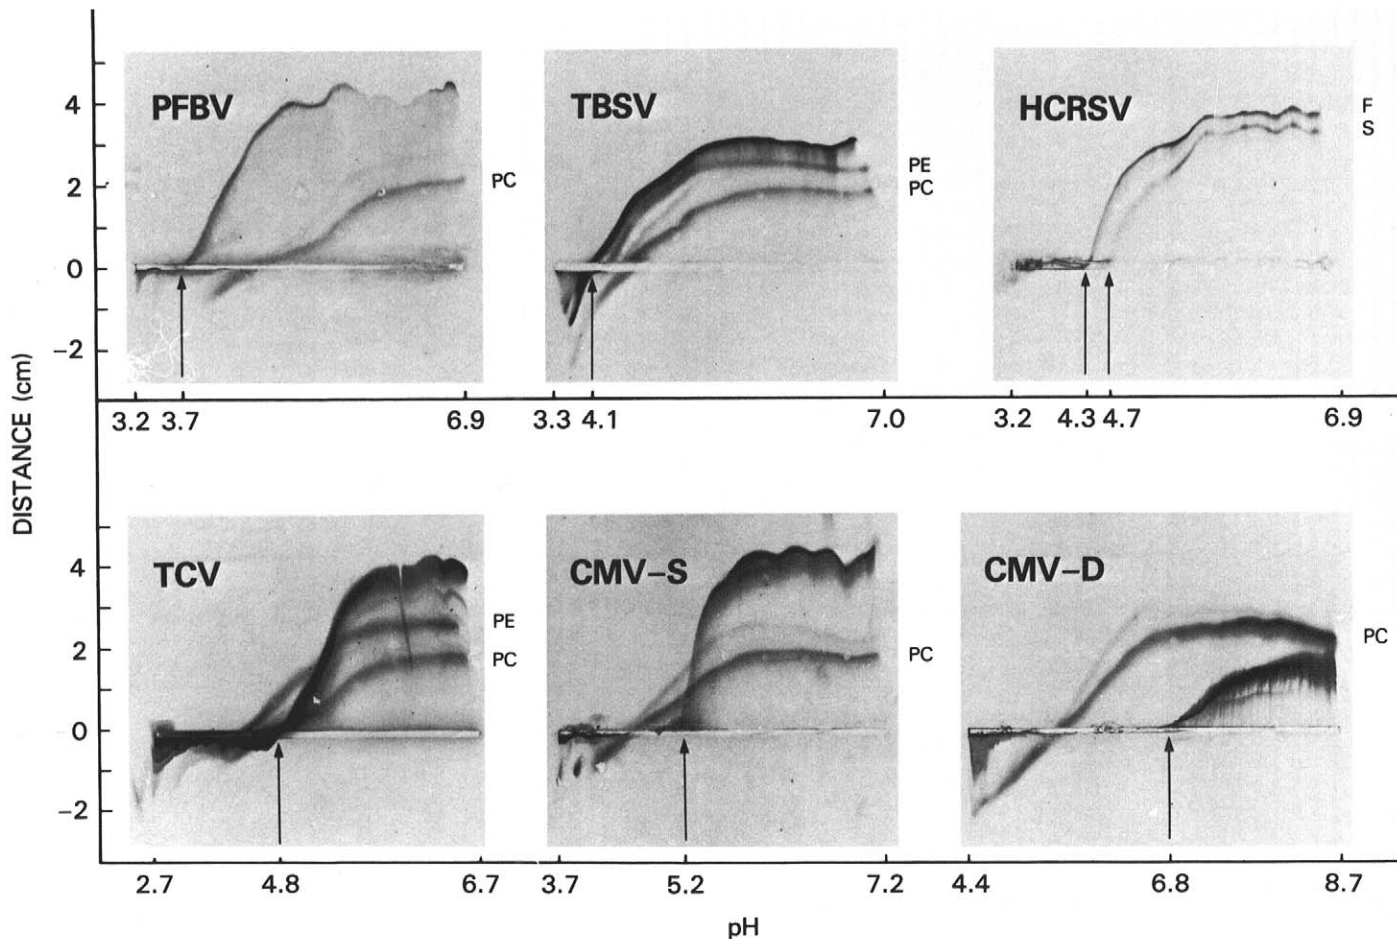 PFBV
TBSV
HCRSV
4
2
0
−2
PC
PE
PC
F
S
3.2 3.7 6.9
3.3 4.1 7.0
3.2 4.3 4.7 6.9
DISTANCE (cm)
TCV
CMV–S
CMV–D
4
2
0
−2
PE
PC
PC
PC
2.7 4.8 6.7
3.7 5.2 7.2
4.4 6.8 8.7
pH